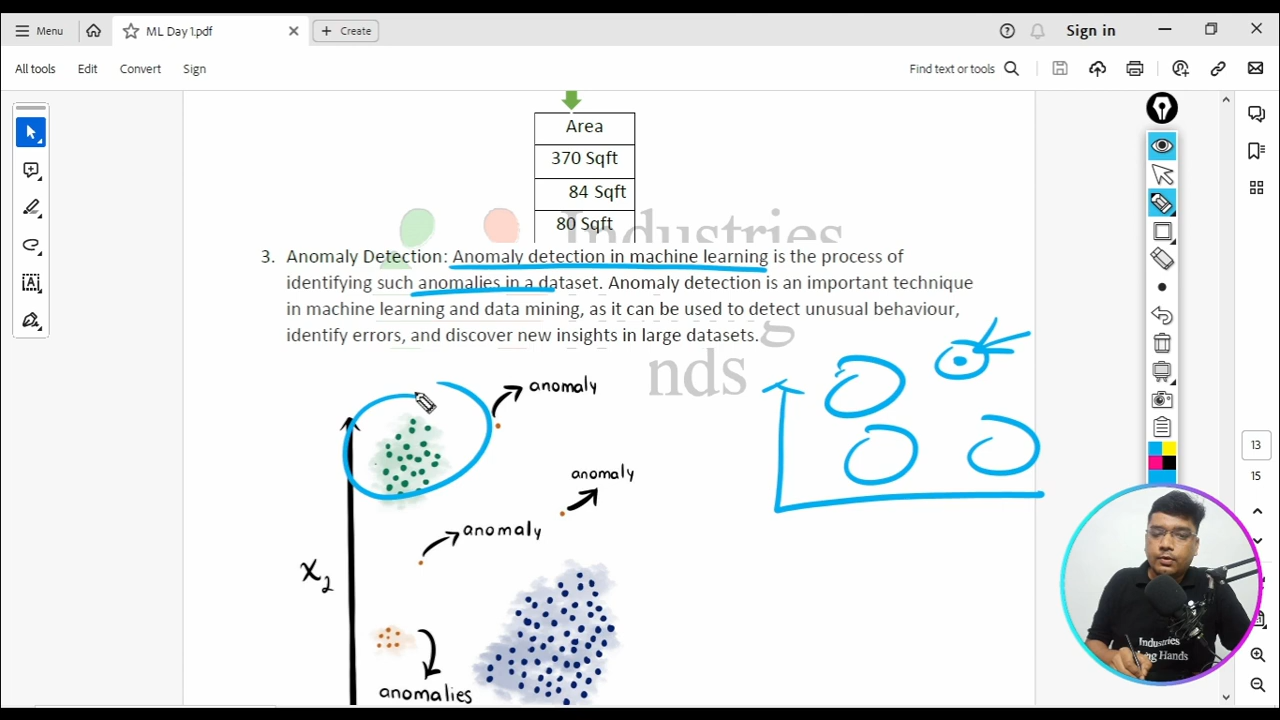 Menu
ML Day 1.pdf
Create
Sign in
All tools
Edit
Convert
Sign
Find text or tools
Area
370 Sqft
84 Sqft
80 Sqft
Industries
3. Anomaly Detection: Anomaly detection in machine learning is the process of
identifying such anomalies in a dataset. Anomaly detection is an important technique
in machine learning and data mining, as it can be used to detect unusual behaviour,
identify errors, and discover new insights in large datasets.
nds
anomaly
anomaly
anomaly
X2
anomalies
13
15
Industries
Hands